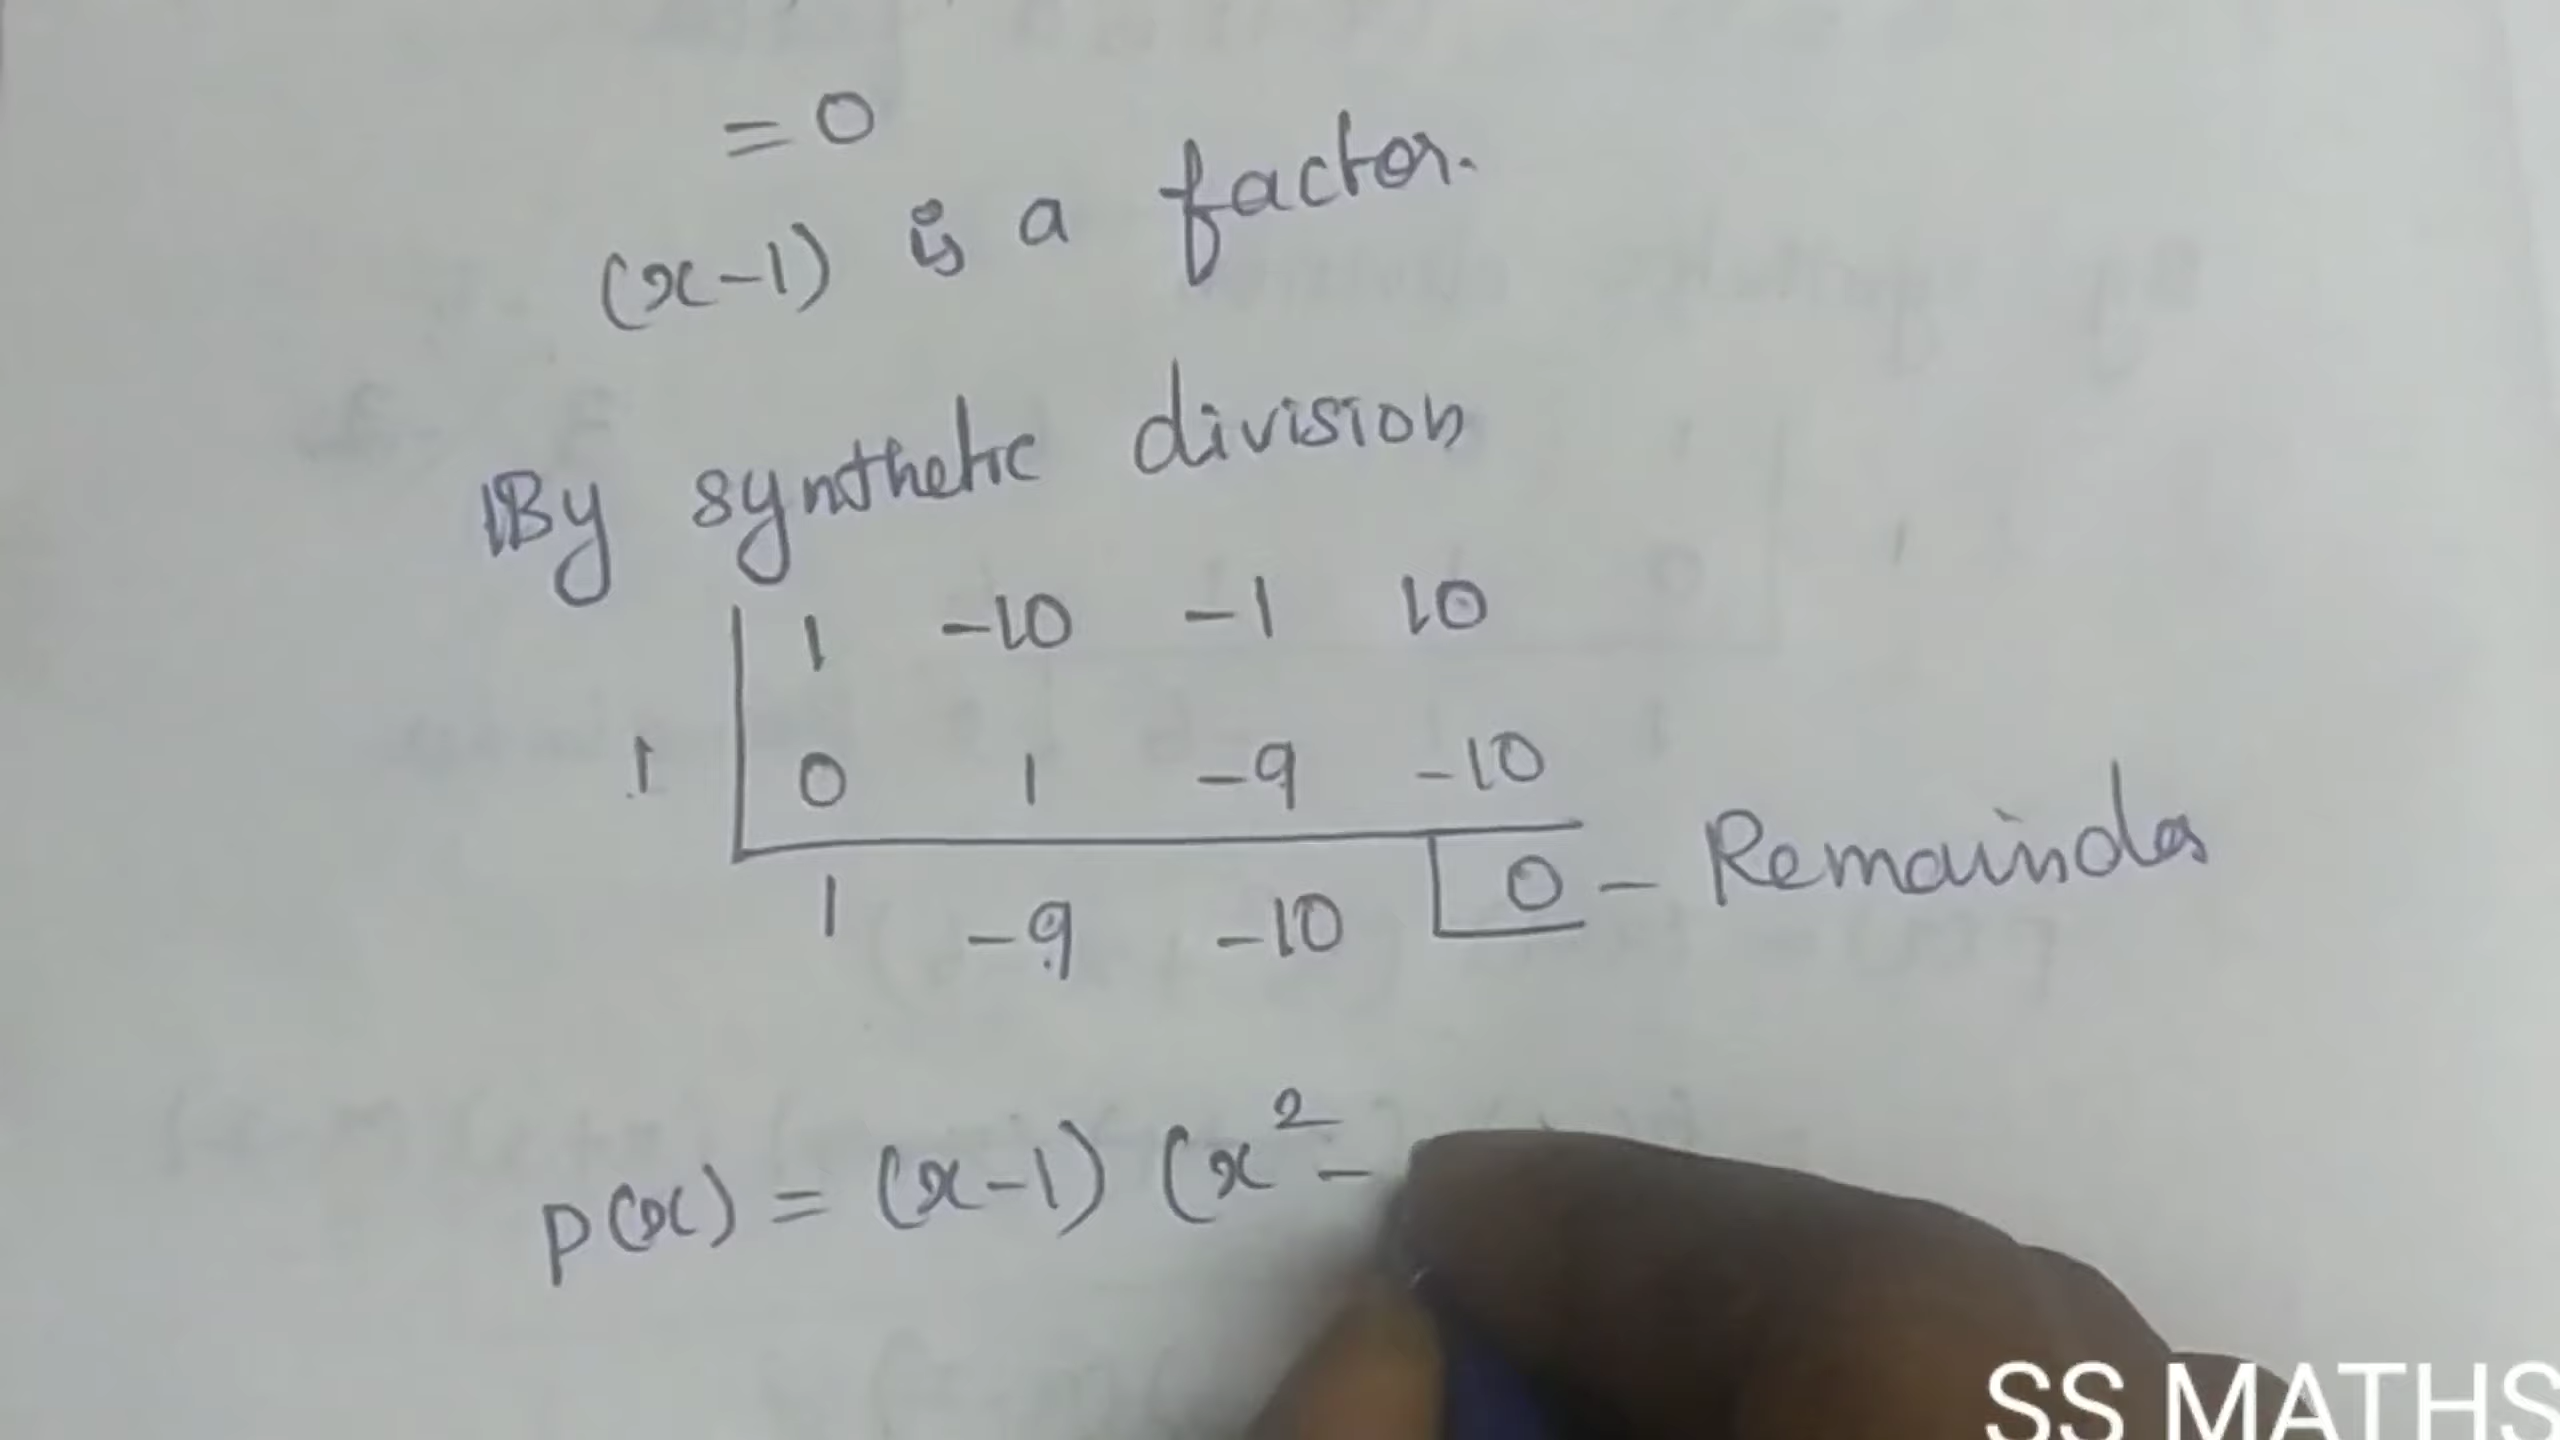 =0
(x-1) is a factor.
By synthetic division
1 -10 -1 10
1 0 1 -9 -10
1 -9 -10 0 - Remainder
P(x) = (x-1) (x² -
SS MATHS